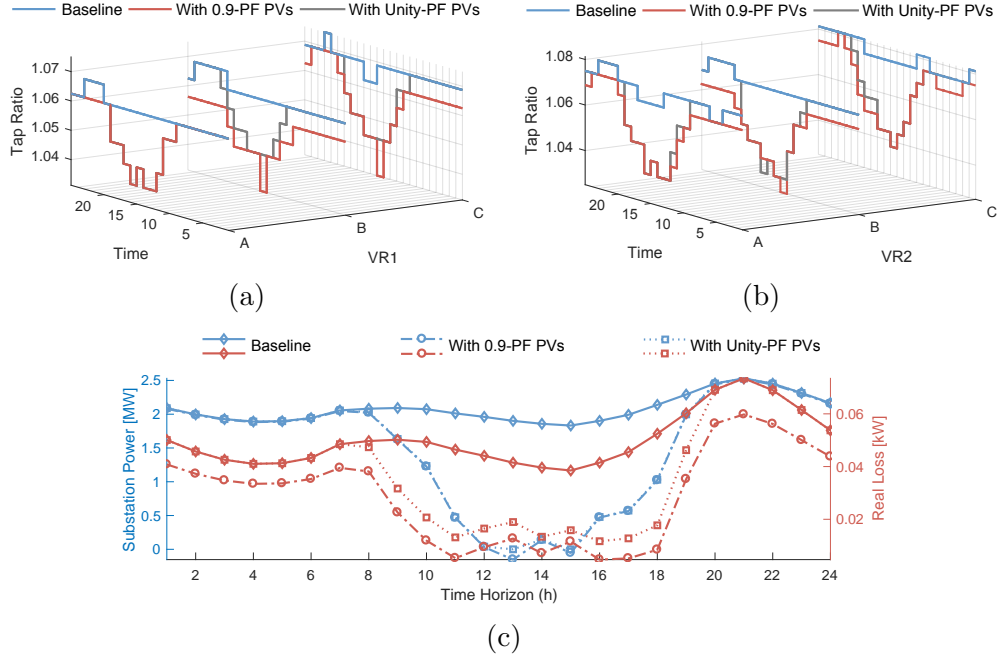 Baseline With 0.9-PF PVs With Unity-PF PVs
1.07
1.06
1.05
1.04
Tap Ratio
20
15
10
5
Time
A
B
C
VR1
(a)
Baseline With 0.9-PF PVs With Unity-PF PVs
1.08
1.06
1.04
Tap Ratio
20
15
10
5
Time
A
B
C
VR2
(b)
Baseline With 0.9-PF PVs With Unity-PF PVs
2.5
2
1.5
1
0.5
0
Substation Power [MW]
0.06
0.04
0.02
Real Loss [kW]
2 4 6 8 10 12 14 16 18 20 22 24
Time Horizon (h)
(c)